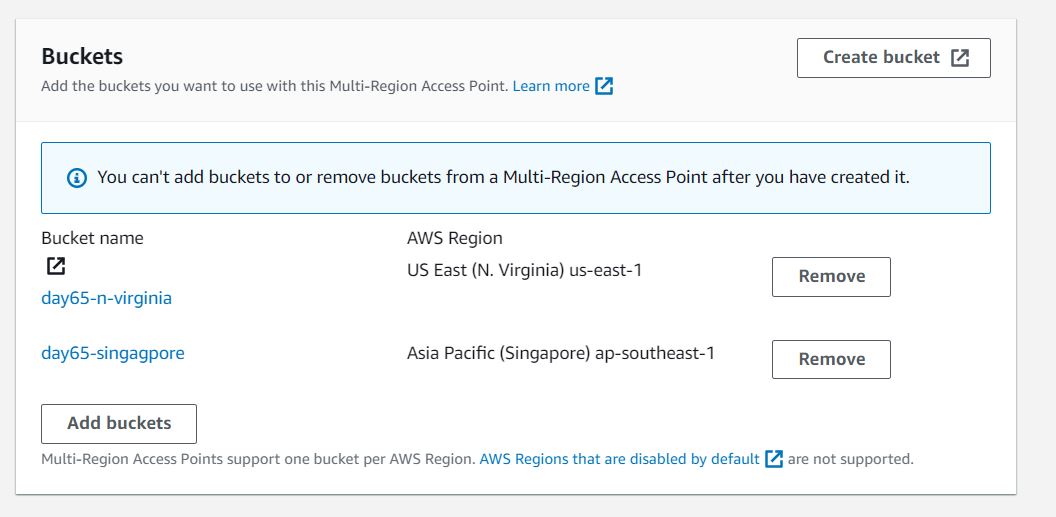 Buckets
Create bucket
Add the buckets you want to use with this Multi-Region Access Point. Learn more
You can't add buckets to or remove buckets from a Multi-Region Access Point after you have created it.
Bucket name
AWS Region
day65-n-virginia
US East (N. Virginia) us-east-1
Remove
day65-singagpore
Asia Pacific (Singapore) ap-southeast-1
Remove
Add buckets
Multi-Region Access Points support one bucket per AWS Region. AWS Regions that are disabled by default are not supported.